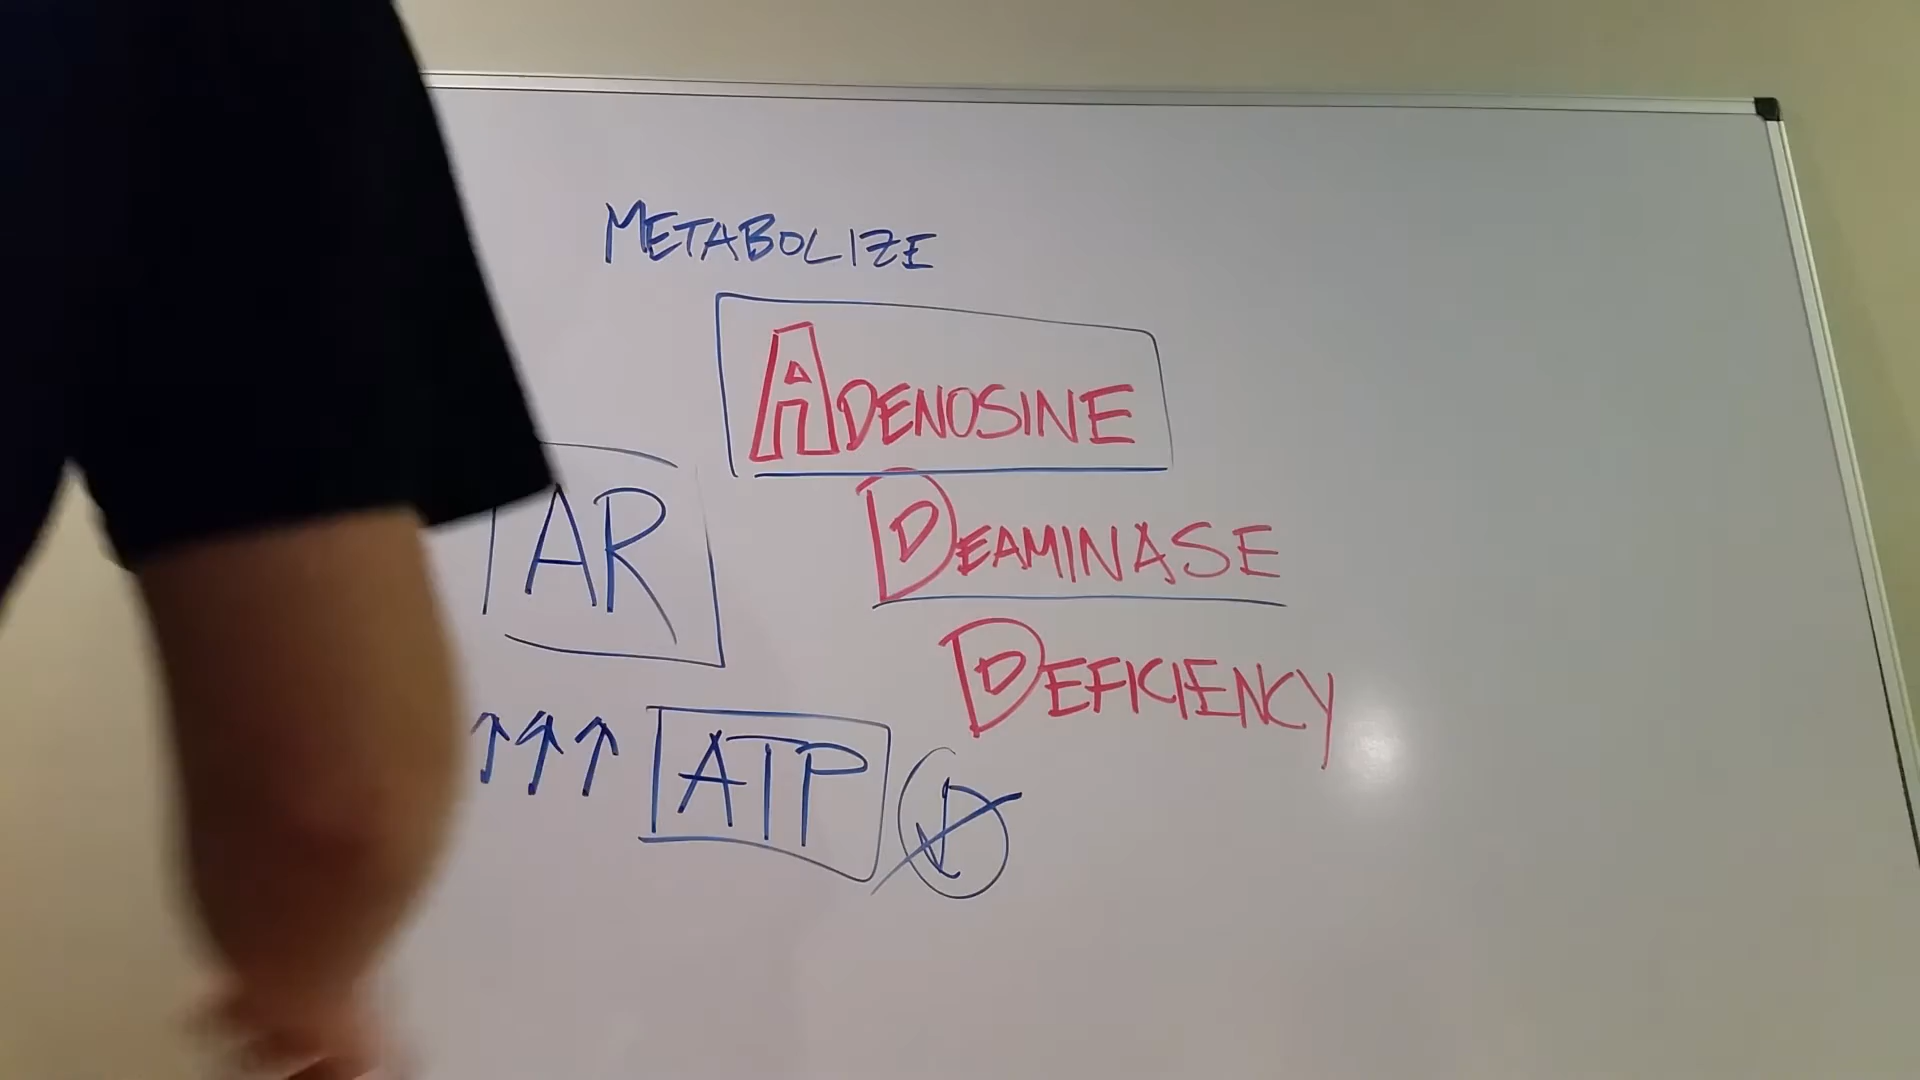 METABOLIZE
ADENOSINE
AR
DEAMINASE
DEFICIENCY
↑↑↑ ATP